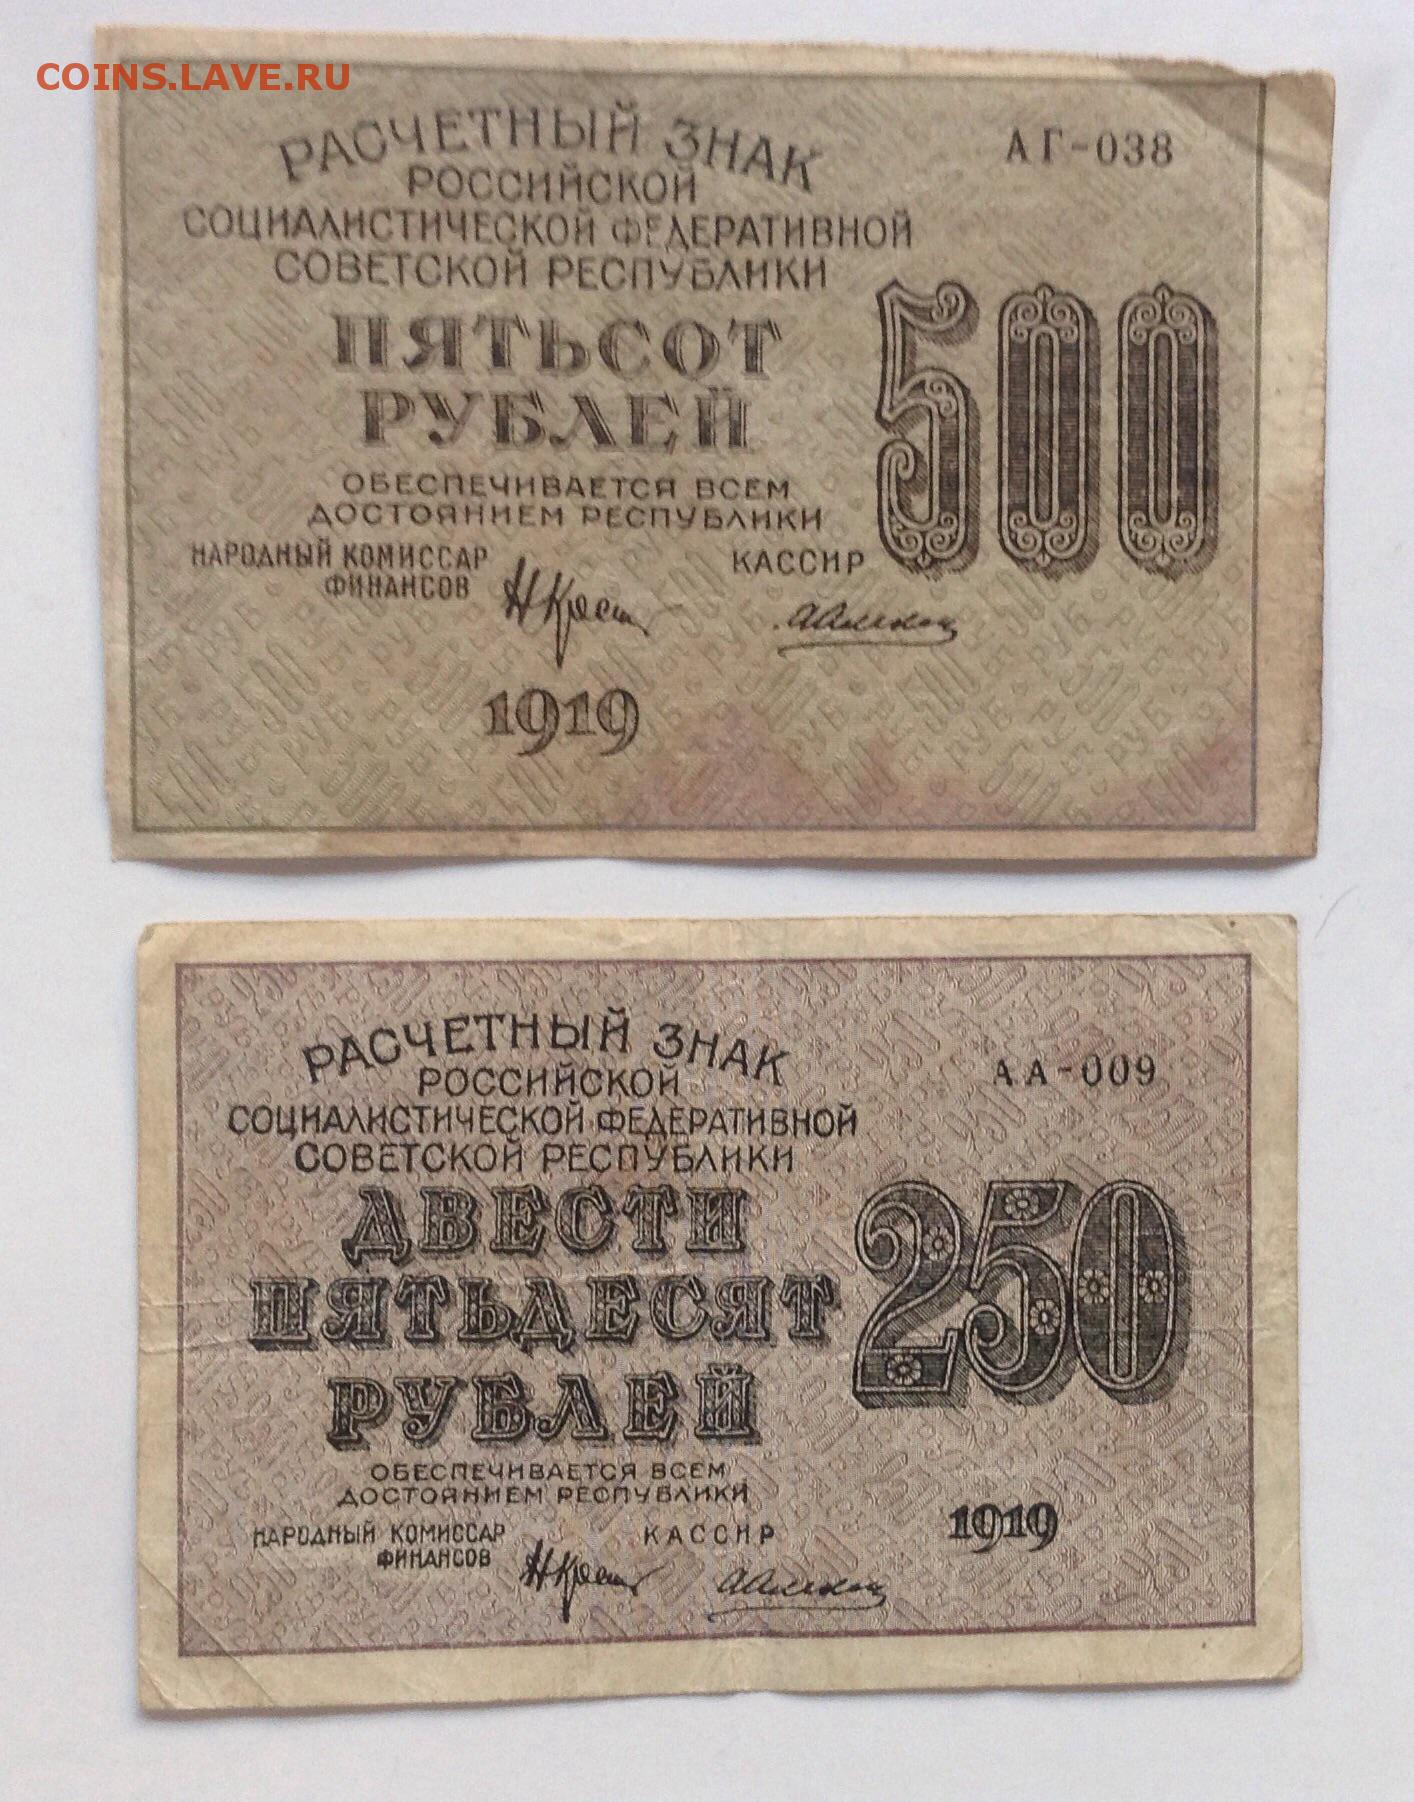 COINS.LAVE.RU
РАСЧЕТНЫЙ ЗНАК
АГ-038
РОССИЙСКОЙ
СОЦИАЛИСТИЧЕСКОЙ ФЕДЕРАТИВНОЙ
СОВЕТСКОЙ РЕСПУБЛИКИ
ПЯТЬСОТ
РУБЛЕЙ
500
ОБЕСПЕЧИВАЕТСЯ ВСЕМ
ДОСТОЯНИЕМ РЕСПУБЛИКИ
НАРОДНЫЙ КОМИССАР
ФИНАНСОВ
КАССИР
1919
РАСЧЕТНЫЙ ЗНАК
АА-009
РОССИЙСКОЙ
СОЦИАЛИСТИЧЕСКОЙ ФЕДЕРАТИВНОЙ
СОВЕТСКОЙ РЕСПУБЛИКИ
ДВЕСТИ
ПЯТЬДЕСЯТ
РУБЛЕЙ
250
ОБЕСПЕЧИВАЕТСЯ ВСЕМ
ДОСТОЯНИЕМ РЕСПУБЛИКИ
НАРОДНЫЙ КОМИССАР
ФИНАНСОВ
КАССИР
1919